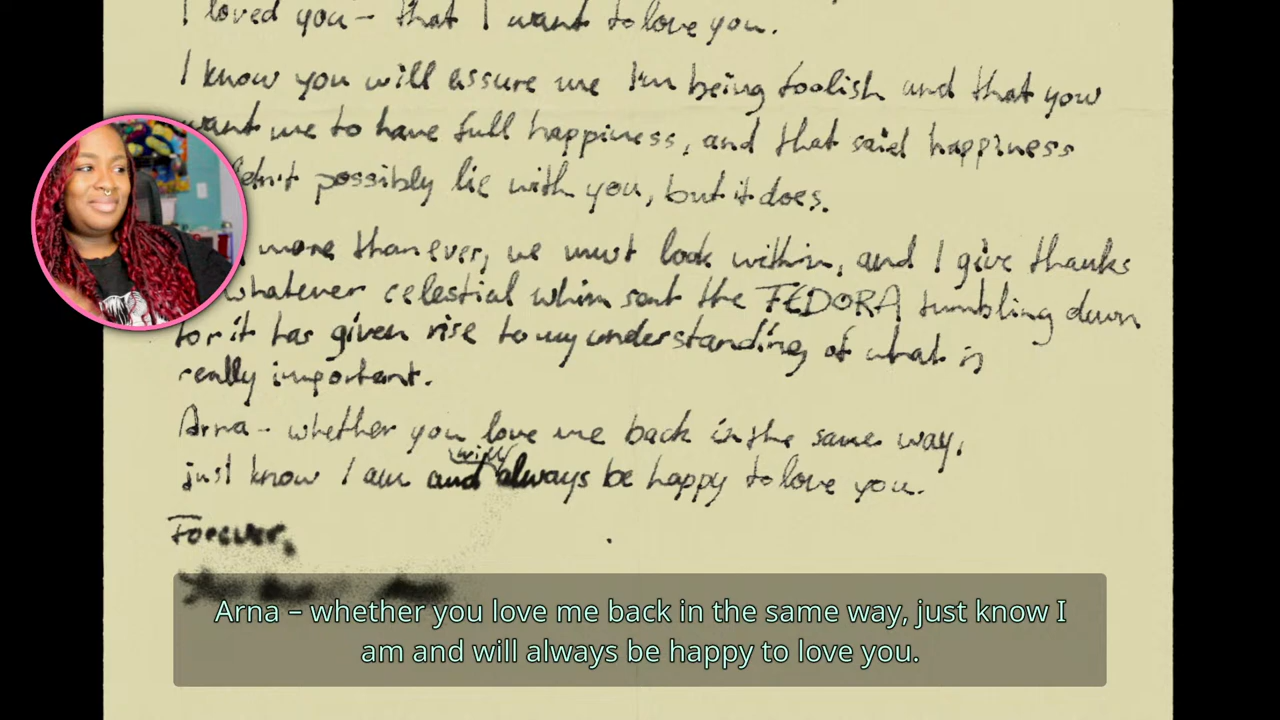 I loved you – that I want to love you.
I know you will assure me I'm being foolish and that you
want me to have full happiness, and that said happiness
possibly lie with you, but it does.
more than ever, we must look within, and I give thanks
whatever celestial whim sent the FEDORA tumbling down
for it has given rise to my understanding of what is
really important.
Arna – whether you love me back in the same way,
will
just know I am and always be happy to love you.
Forever,
Arna – whether you love me back in the same way, just know I
am and will always be happy to love you.